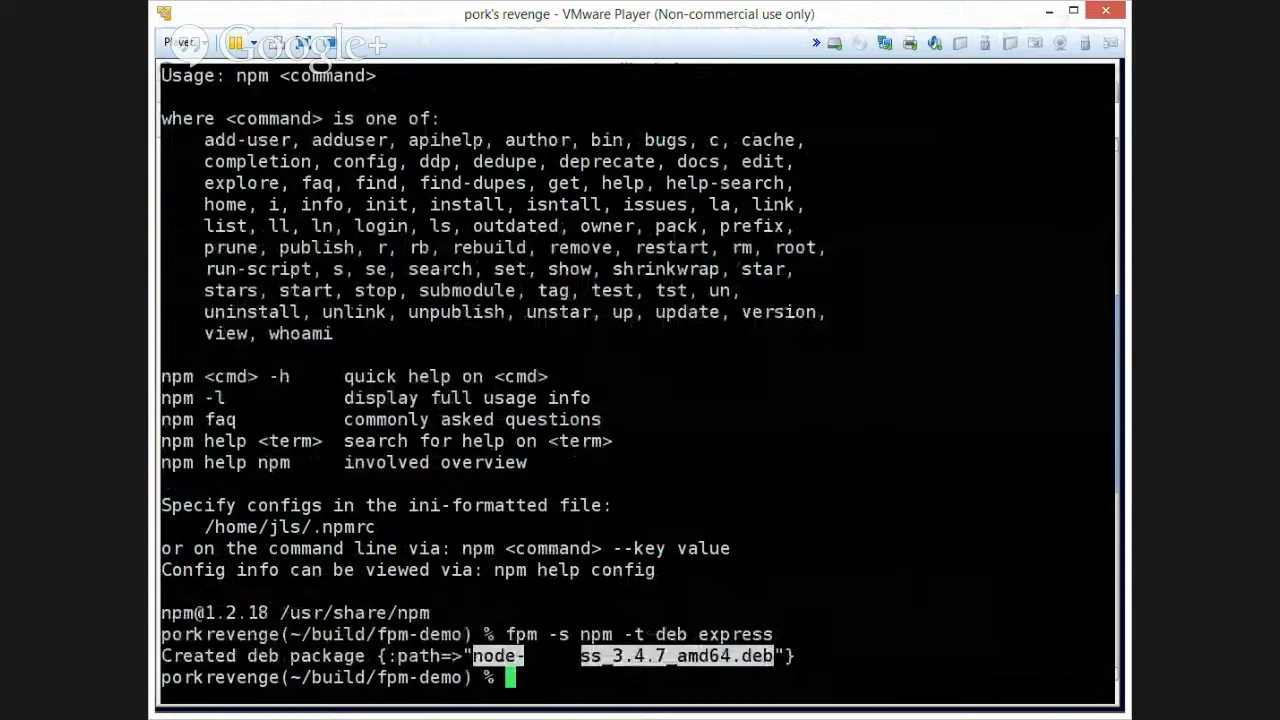 pork's revenge - VMware Player (Non-commercial use only)
Player
Google+
Usage: npm <command>
where <command> is one of:
add-user, adduser, apihelp, author, bin, bugs, c, cache,
completion, config, ddp, dedupe, deprecate, docs, edit,
explore, faq, find, find-dupes, get, help, help-search,
home, i, info, init, install, isntall, issues, la, link,
list, ll, ln, login, ls, outdated, owner, pack, prefix,
prune, publish, r, rb, rebuild, remove, restart, rm, root,
run-script, s, se, search, set, show, shrinkwrap, star,
stars, start, stop, submodule, tag, test, tst, un,
uninstall, unlink, unpublish, unstar, up, update, version,
view, whoami
npm <cmd> -h quick help on <cmd>
npm -l display full usage info
npm faq commonly asked questions
npm help <term> search for help on <term>
npm help npm involved overview
Specify configs in the ini-formatted file:
/home/jls/.npmrc
or on the command line via: npm <command> --key value
Config info can be viewed via: npm help config
npm@1.2.18 /usr/share/npm
porkrevenge(~/build/fpm-demo) % fpm -s npm -t deb express
Created deb package {:path=>"node- ss_3.4.7_amd64.deb"}
porkrevenge(~/build/fpm-demo) %